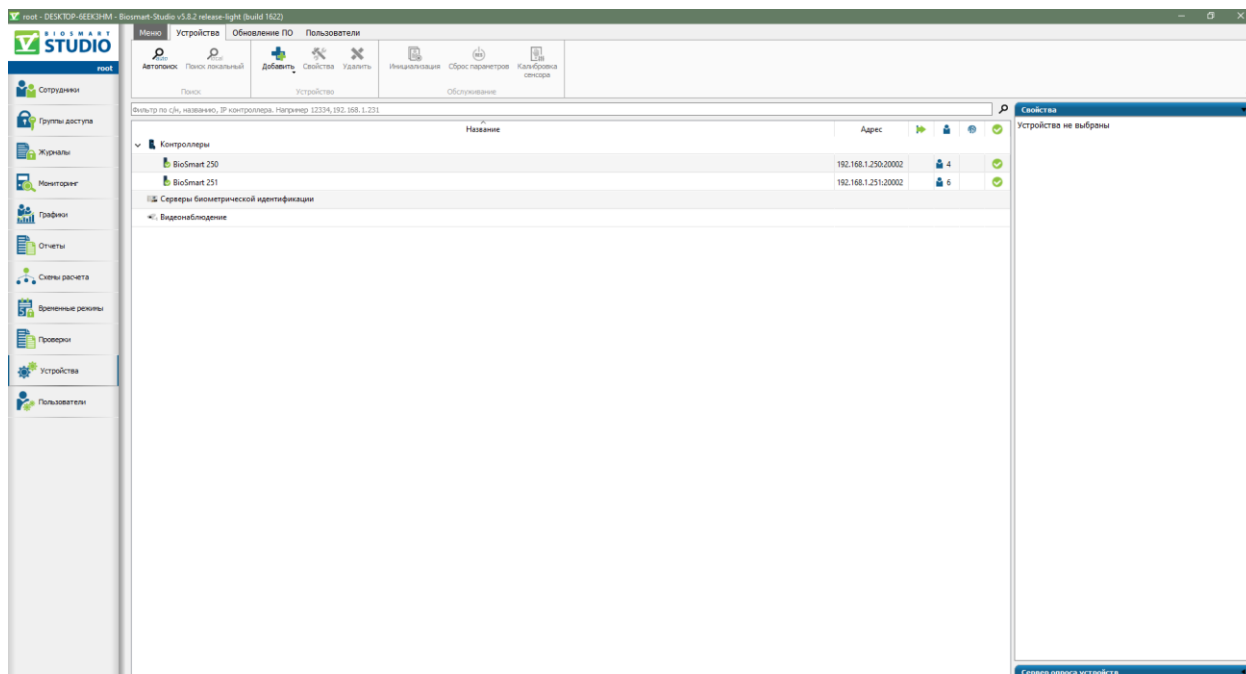 root - DESKTOP-6EEK3HM - Biosmart-Studio v5.8.2 release-light (build 1622)
BIOSMART
V STUDIO
root
Меню Устройства Обновление ПО Пользователи
Автопоиск Поиск локальный Добавить Свойства Удалить Инициализация Сброс параметров Калибровка сенсора
Поиск Устройство Обслуживание
Фильтр по с/н, названию, IP контроллера. Например 12334, 192.168.1.231
Название Адрес
Контроллеры
BioSmart 250 192.168.1.250:20002 4
BioSmart 251 192.168.1.251:20002 6
Серверы биометрической идентификации
Видеонаблюдение
Сотрудники
Группы доступа
Журналы
Мониторинг
Графики
Отчеты
Схемы расчета
Временные режимы
Проверки
Устройства
Пользователи
Свойства
Устройства не выбраны
Сервер опроса устройств